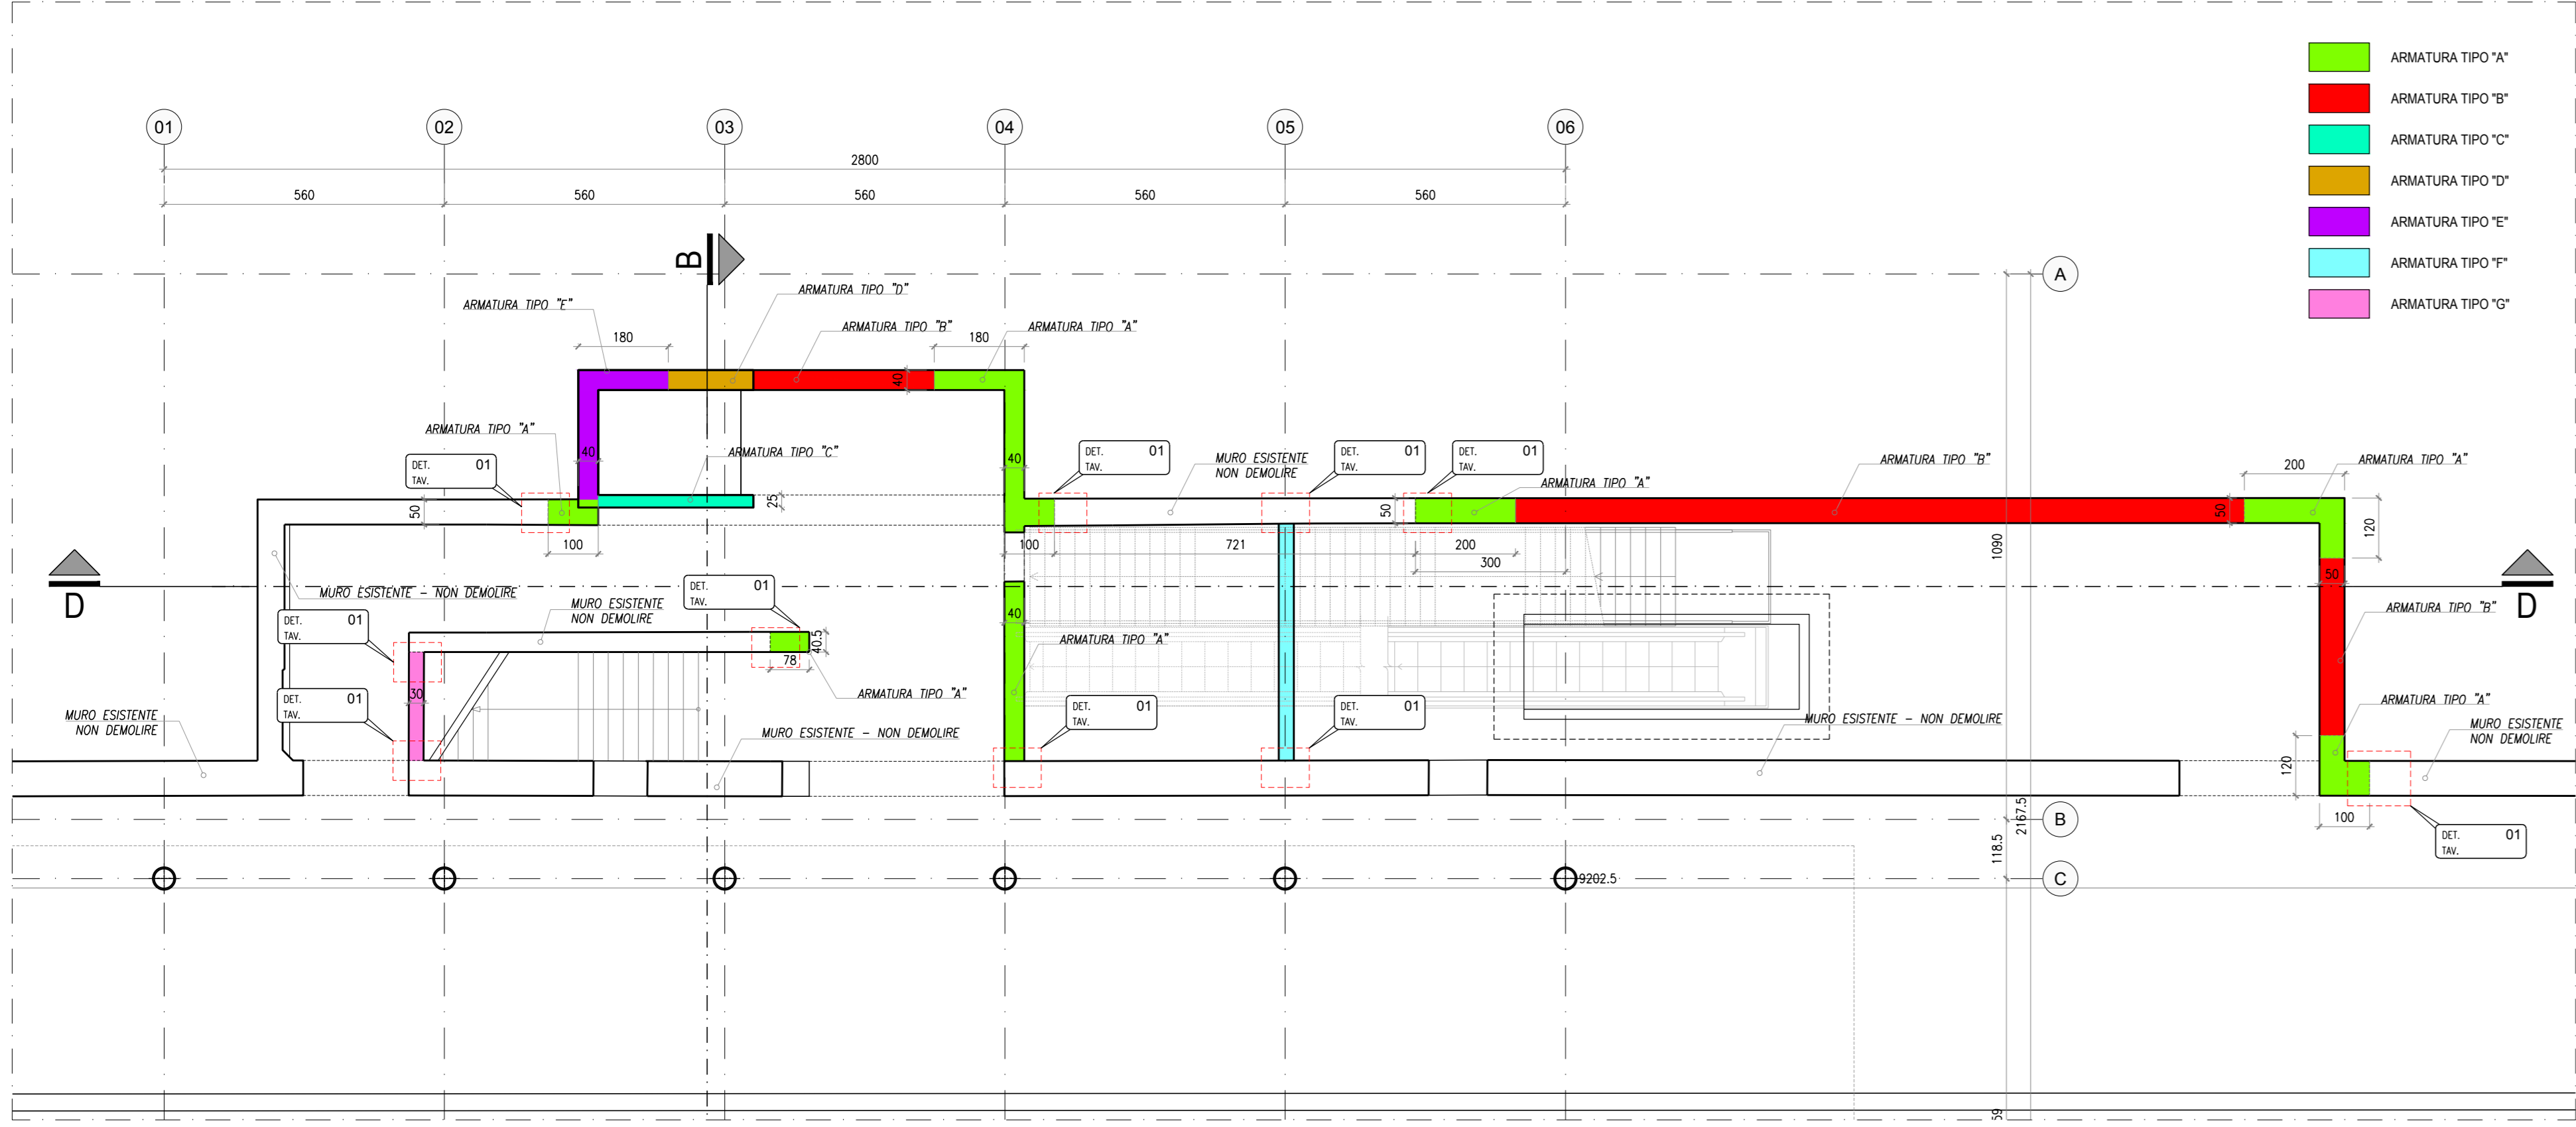 ARMATURA TIPO "A"
ARMATURA TIPO "B"
ARMATURA TIPO "C"
ARMATURA TIPO "D"
ARMATURA TIPO "E"
ARMATURA TIPO "F"
ARMATURA TIPO "G"
01 02 03 04 05 06
2800
560 560 560 560 560
B
A
ARMATURA TIPO "D"
ARMATURA TIPO "E"
ARMATURA TIPO "B"
ARMATURA TIPO "A"
180
180
40
ARMATURA TIPO "A"
40
ARMATURA TIPO "C"
40
DET. 01
TAV.
DET. 01
TAV.
MURO ESISTENTE
NON DEMOLIRE
DET. 01
TAV.
DET. 01
TAV.
ARMATURA TIPO "A"
ARMATURA TIPO "B"
ARMATURA TIPO "A"
200
50
25
50
50
120
100
100
721
200
300
1090
50
D
D
MURO ESISTENTE - NON DEMOLIRE
MURO ESISTENTE
NON DEMOLIRE
DET. 01
TAV.
40
DET. 01
TAV.
40.5
78
ARMATURA TIPO "A"
ARMATURA TIPO "B"
30
ARMATURA TIPO "A"
ARMATURA TIPO "A"
DET. 01
TAV.
DET. 01
TAV.
DET. 01
TAV.
MURO ESISTENTE
NON DEMOLIRE
MURO ESISTENTE - NON DEMOLIRE
MURO ESISTENTE - NON DEMOLIRE
MURO ESISTENTE
NON DEMOLIRE
120
2167.5
100
B
118.5
DET. 01
TAV.
C
9202.5
59